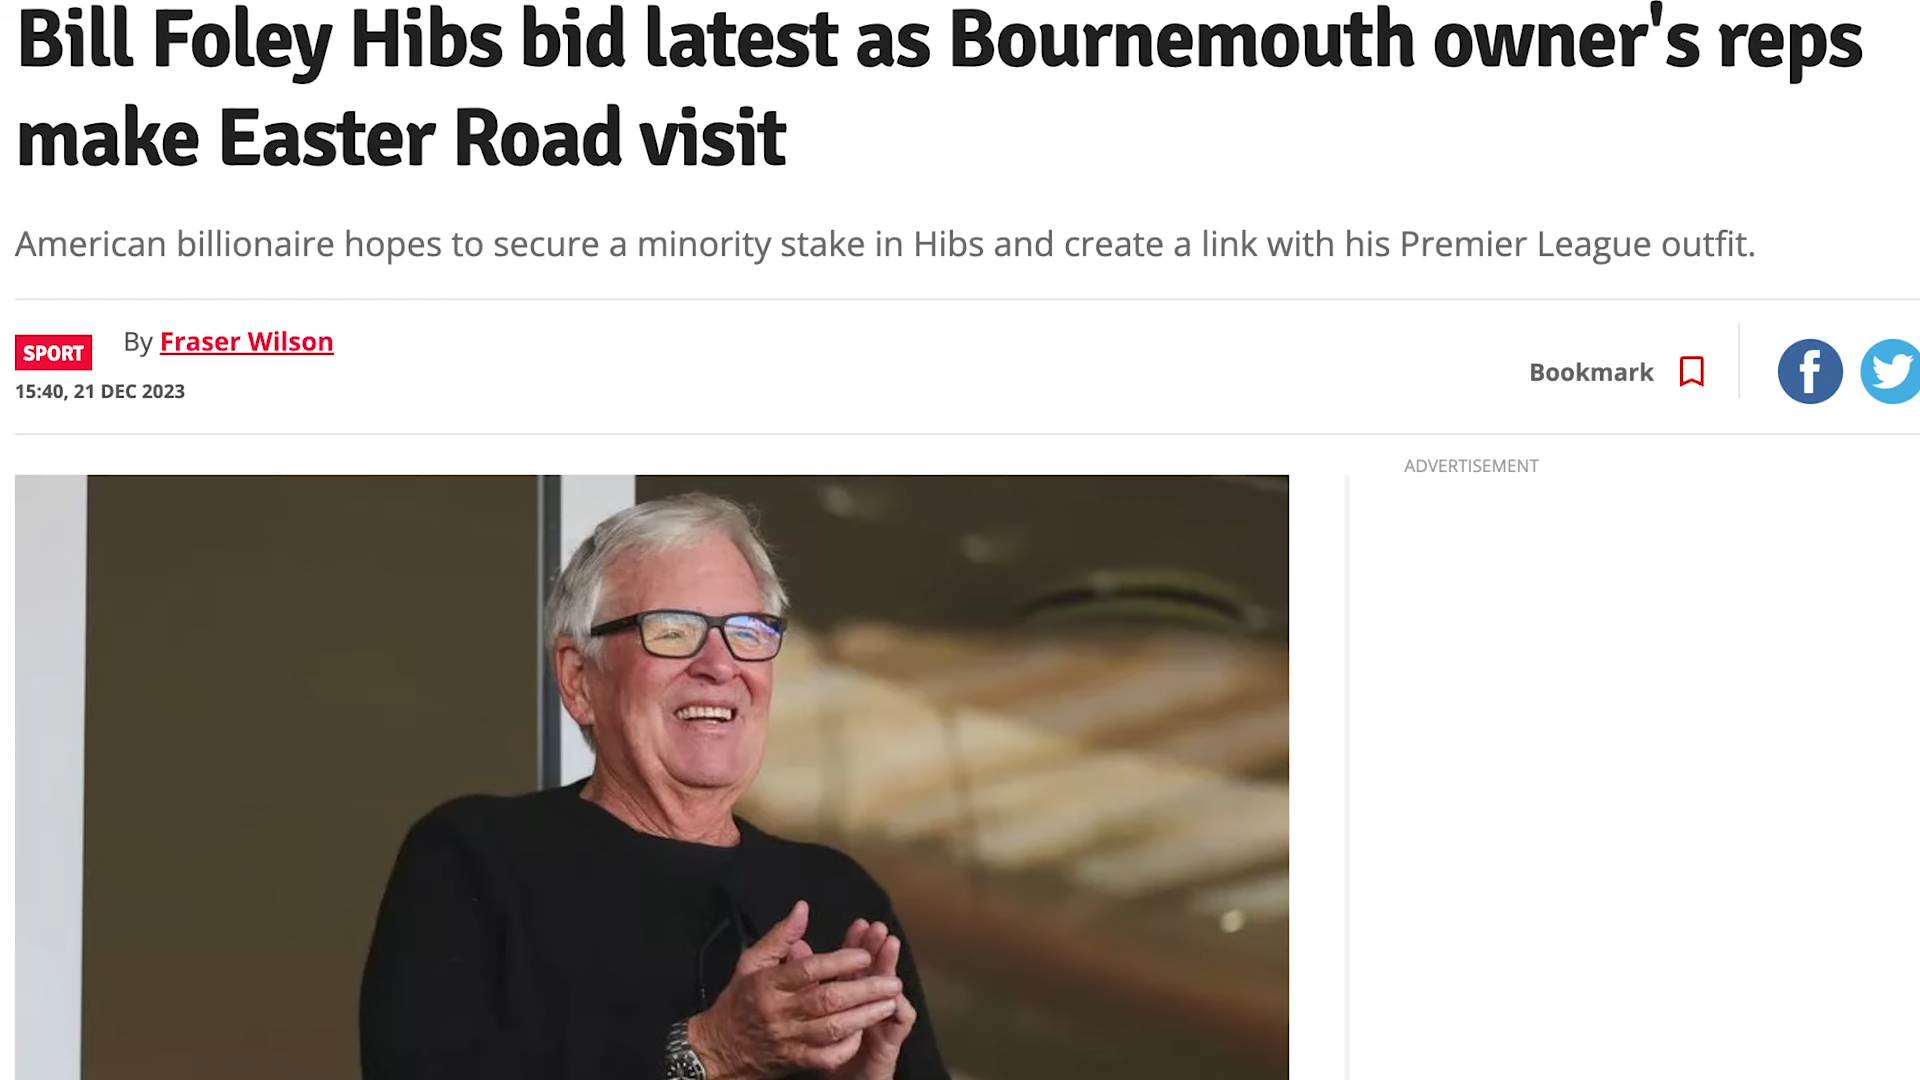 Bill Foley Hibs bid latest as Bournemouth owner's reps
make Easter Road visit
American billionaire hopes to secure a minority stake in Hibs and create a link with his Premier League outfit.
SPORT By Fraser Wilson
15:40, 21 DEC 2023
Bookmark
ADVERTISEMENT